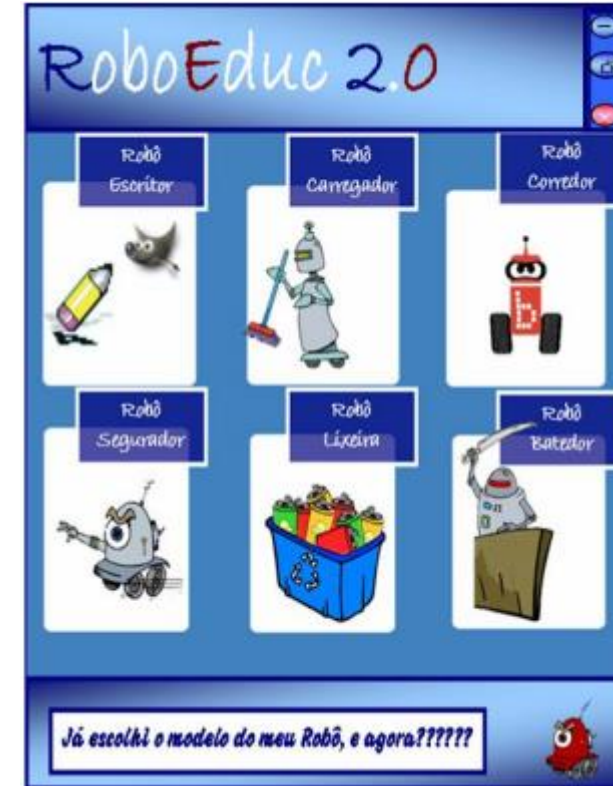 RoboEduc 2.0
Robô
Escritor
Robô
Carregador
Robô
Corredor
Robô
Segurador
Robô
Lixeira
Robô
Batedor
Já escolhi o modelo do meu Robô, e agora??????